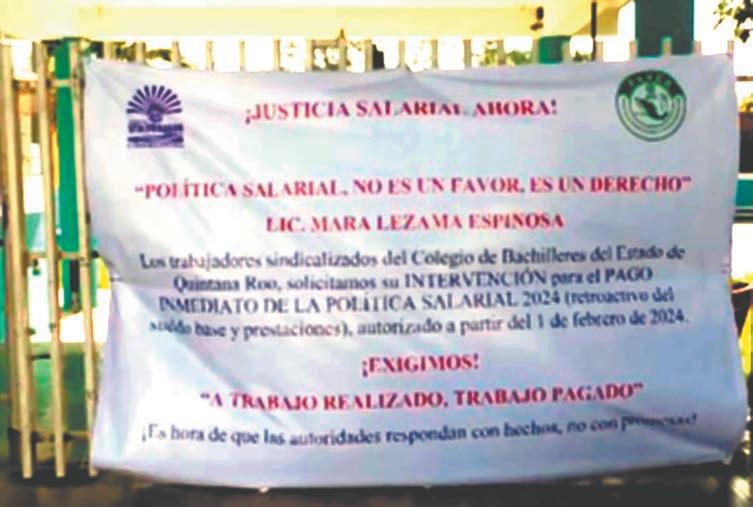 ¡JUSTICIA SALARIAL AHORA!
“POLÍTICA SALARIAL, NO ES UN FAVOR, ES UN DERECHO”
LIC. MARA LEZAMA ESPINOSA
Los trabajadores sindicalizados del Colegio de Bachilleres del Estado de
Quintana Roo, solicitamos su INTERVENCIÓN para el PAGO
INMEDIATO DE LA POLÍTICA SALARIAL 2024 (retroactivo del
sueldo base y prestaciones), autorizado a partir del 1 de febrero de 2024.
¡EXIGIMOS!
“A TRABAJO REALIZADO, TRABAJO PAGADO”
¡Es hora de que las autoridades respondan con hechos, no con promesas!